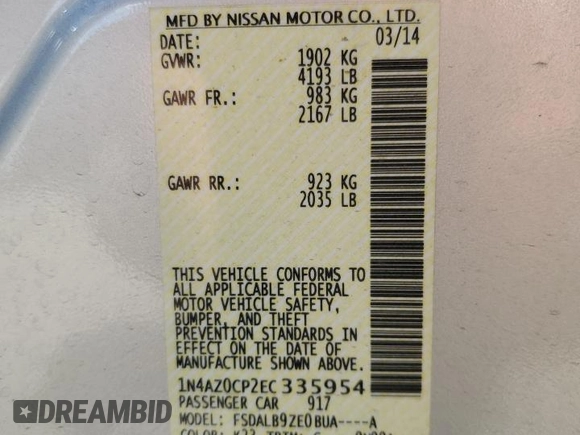 MFD BY NISSAN MOTOR CO., LTD.
DATE: 03/14
GVWR: 1902 KG
4193 LB
GAWR FR.: 983 KG
2167 LB
GAWR RR.: 923 KG
2035 LB
THIS VEHICLE CONFORMS TO
ALL APPLICABLE FEDERAL
MOTOR VEHICLE SAFETY,
BUMPER, AND THEFT
PREVENTION STANDARDS IN
EFFECT ON THE DATE OF
MANUFACTURE SHOWN ABOVE.
1N4AZ0CP2EC335954
PASSENGER CAR 917
MODEL: FSDALB9ZE0BUA----A
COLOR: K23 TRIM: G
DREAMBID